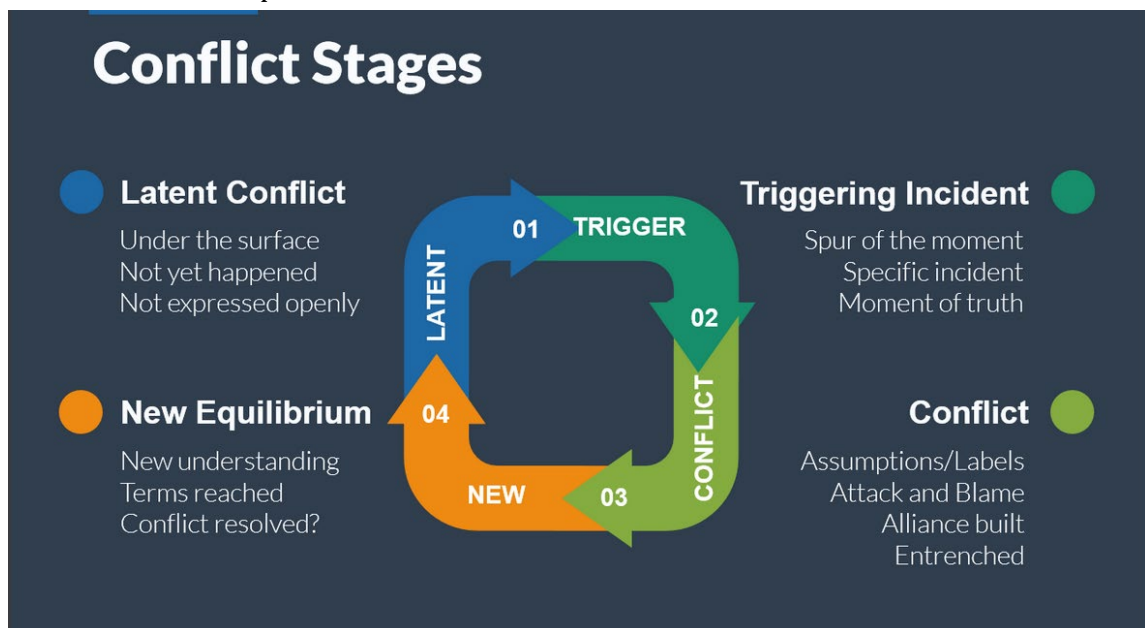 Conflict Stages
Latent Conflict
Under the surface
Not yet happened
Not expressed openly
Triggering Incident
Spur of the moment
Specific incident
Moment of truth
01
TRIGGER
LATENT
02
New Equilibrium
New understanding
Terms reached
Conflict resolved?
04
NEW
03
CONFLICT
Conflict
Assumptions/Labels
Attack and Blame
Alliance built
Entrenched